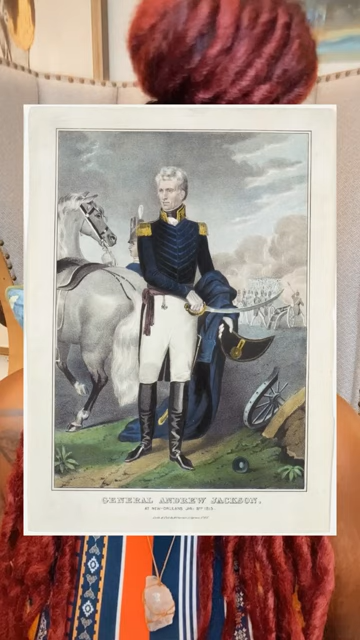 GENERAL ANDREW JACKSON.
AT NEW-ORLEANS JAN. 8TH 1815.